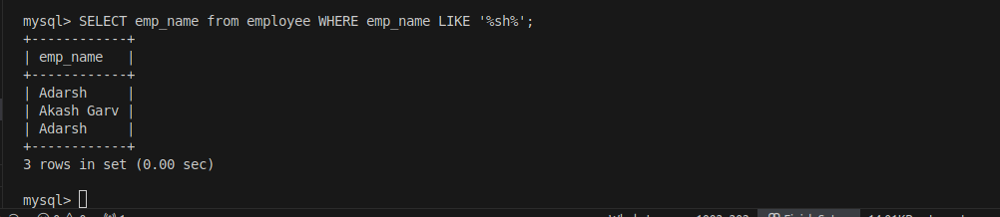 mysql> SELECT emp_name from employee WHERE emp_name LIKE '%sh%';
+------------+
| emp_name   |
+------------+
| Adarsh     |
| Akash Garv |
| Adarsh     |
+------------+
3 rows in set (0.00 sec)
mysql>